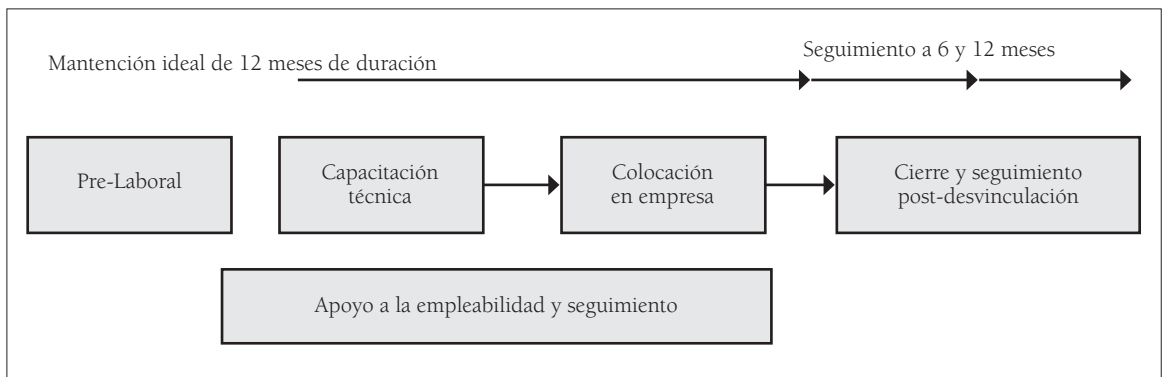 Mantención ideal de 12 meses de duración
Seguimiento a 6 y 12 meses
Pre-Laboral
Capacitación
técnica
Colocación
en empresa
Cierre y seguimiento
post-desvinculación
Apoyo a la empleabilidad y seguimiento